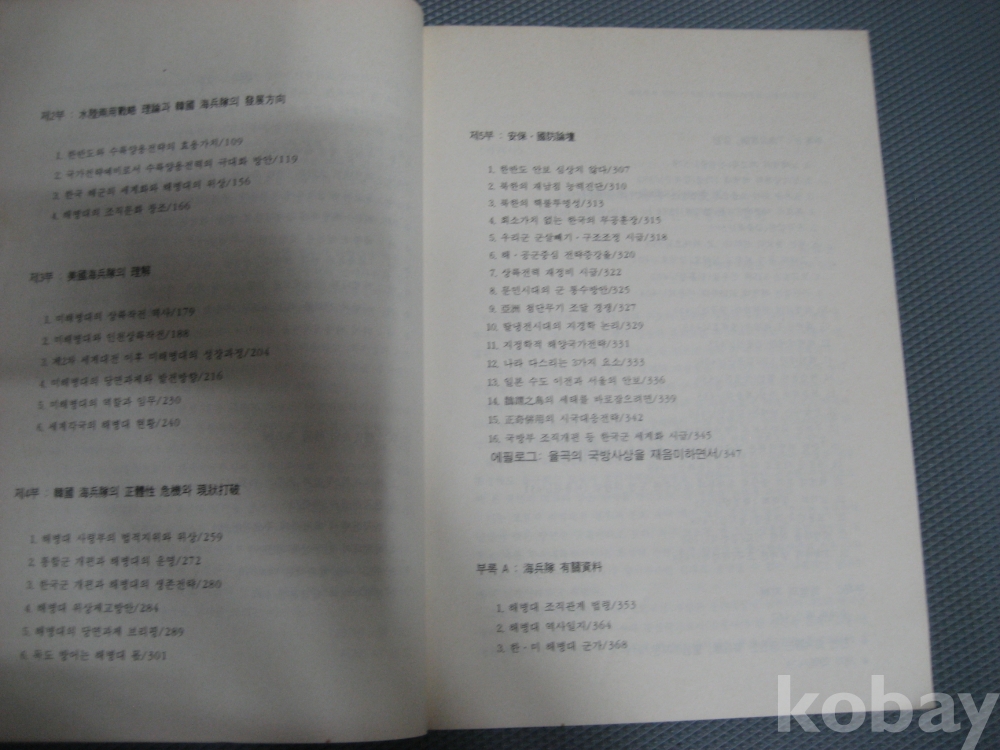 제2부 : 水陸兩用戰略 理論과 韓國 海兵隊의 發展方向
1. 한반도와 수륙양용전략의 효용가치/109
2. 국가전략예비로서 수륙양용전력의 극대화 방안/119
3. 한국 해군의 세계화와 해병대의 위상/156
4. 해병대의 조직문화 창조/166
제3부 : 美國海兵隊의 理解
1. 미해병대의 상륙작전 역사/179
2. 미해병대와 인천상륙작전/188
3. 제2차 세계대전 이후 미해병대의 성장과정/204
4. 미해병대의 당면과제와 발전방향/216
5. 미해병대의 역할과 임무/230
6. 세계각국의 해병대 현황/240
제4부 : 韓國 海兵隊의 正體性 危機와 現狀打破
1. 해병대 사령부의 법적지위와 위상/259
2. 통합군 개편과 해병대의 운명/272
3. 한국군 개편과 해병대의 생존전략/280
4. 해병대 위상제고방안/284
5. 해병대의 당면과제 브리핑/289
6. 독도 방어는 해병대 몫/301
제5부 : 安保·國防論壇
1. 한반도 안보 심상치 않다/307
2. 북한의 재남침 능력진단/310
3. 북한의 핵불투명성/313
4. 희소가치 없는 한국의 무공훈장/315
5. 우리군 군살빼기·구조조정 시급/318
6. 해·공군중심 전략증강을/320
7. 상륙전력 재정비 시급/322
8. 문민시대의 군 통수방안/325
9. 亞洲 첨단무기 조달 경쟁/327
10. 탈냉전시대의 지경학 논리/329
11. 지정학적 해양국가전략/331
12. 나라 다스리는 3가지 요소/333
13. 일본 수도 이전과 서울의 안보/336
14. 의 세태를 바로잡으려면/339
15. 正奇倂用의 시국대응전략/342
16. 국방부 조직개편 등 한국군 세계화 시급/345
에필로그: 율곡의 국방사상을 재음미하면서/347
부록 A : 海兵隊 有關資料
1. 해병대 조직관계 법령/353
2. 해병대 역사일지/364
3. 한·미 해병대 군가/368
kobay